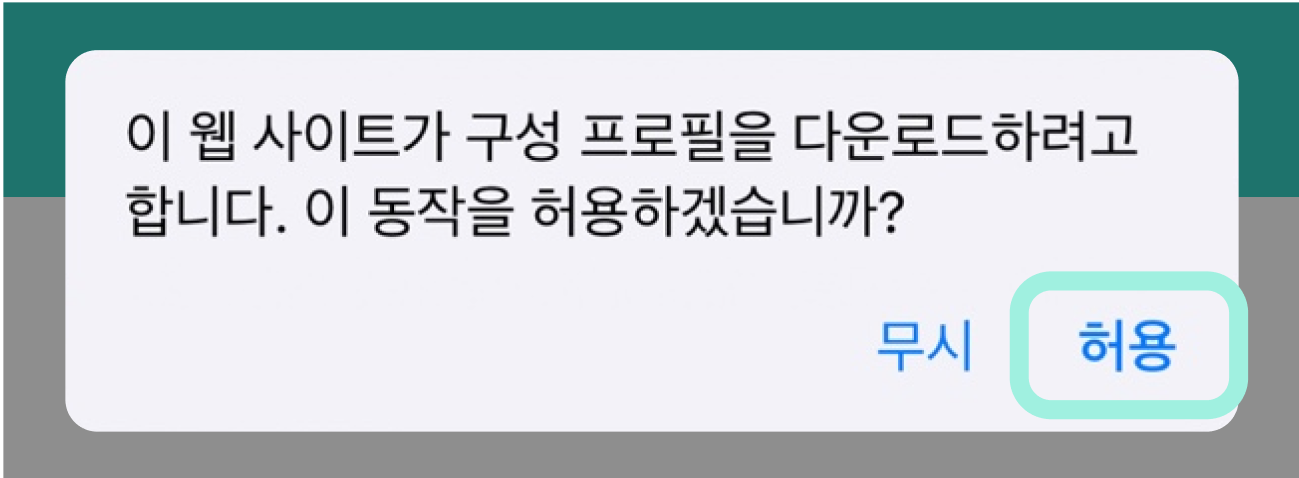 이 웹 사이트가 구성 프로필을 다운로드하려고
합니다. 이 동작을 허용하겠습니까?
무시 허용